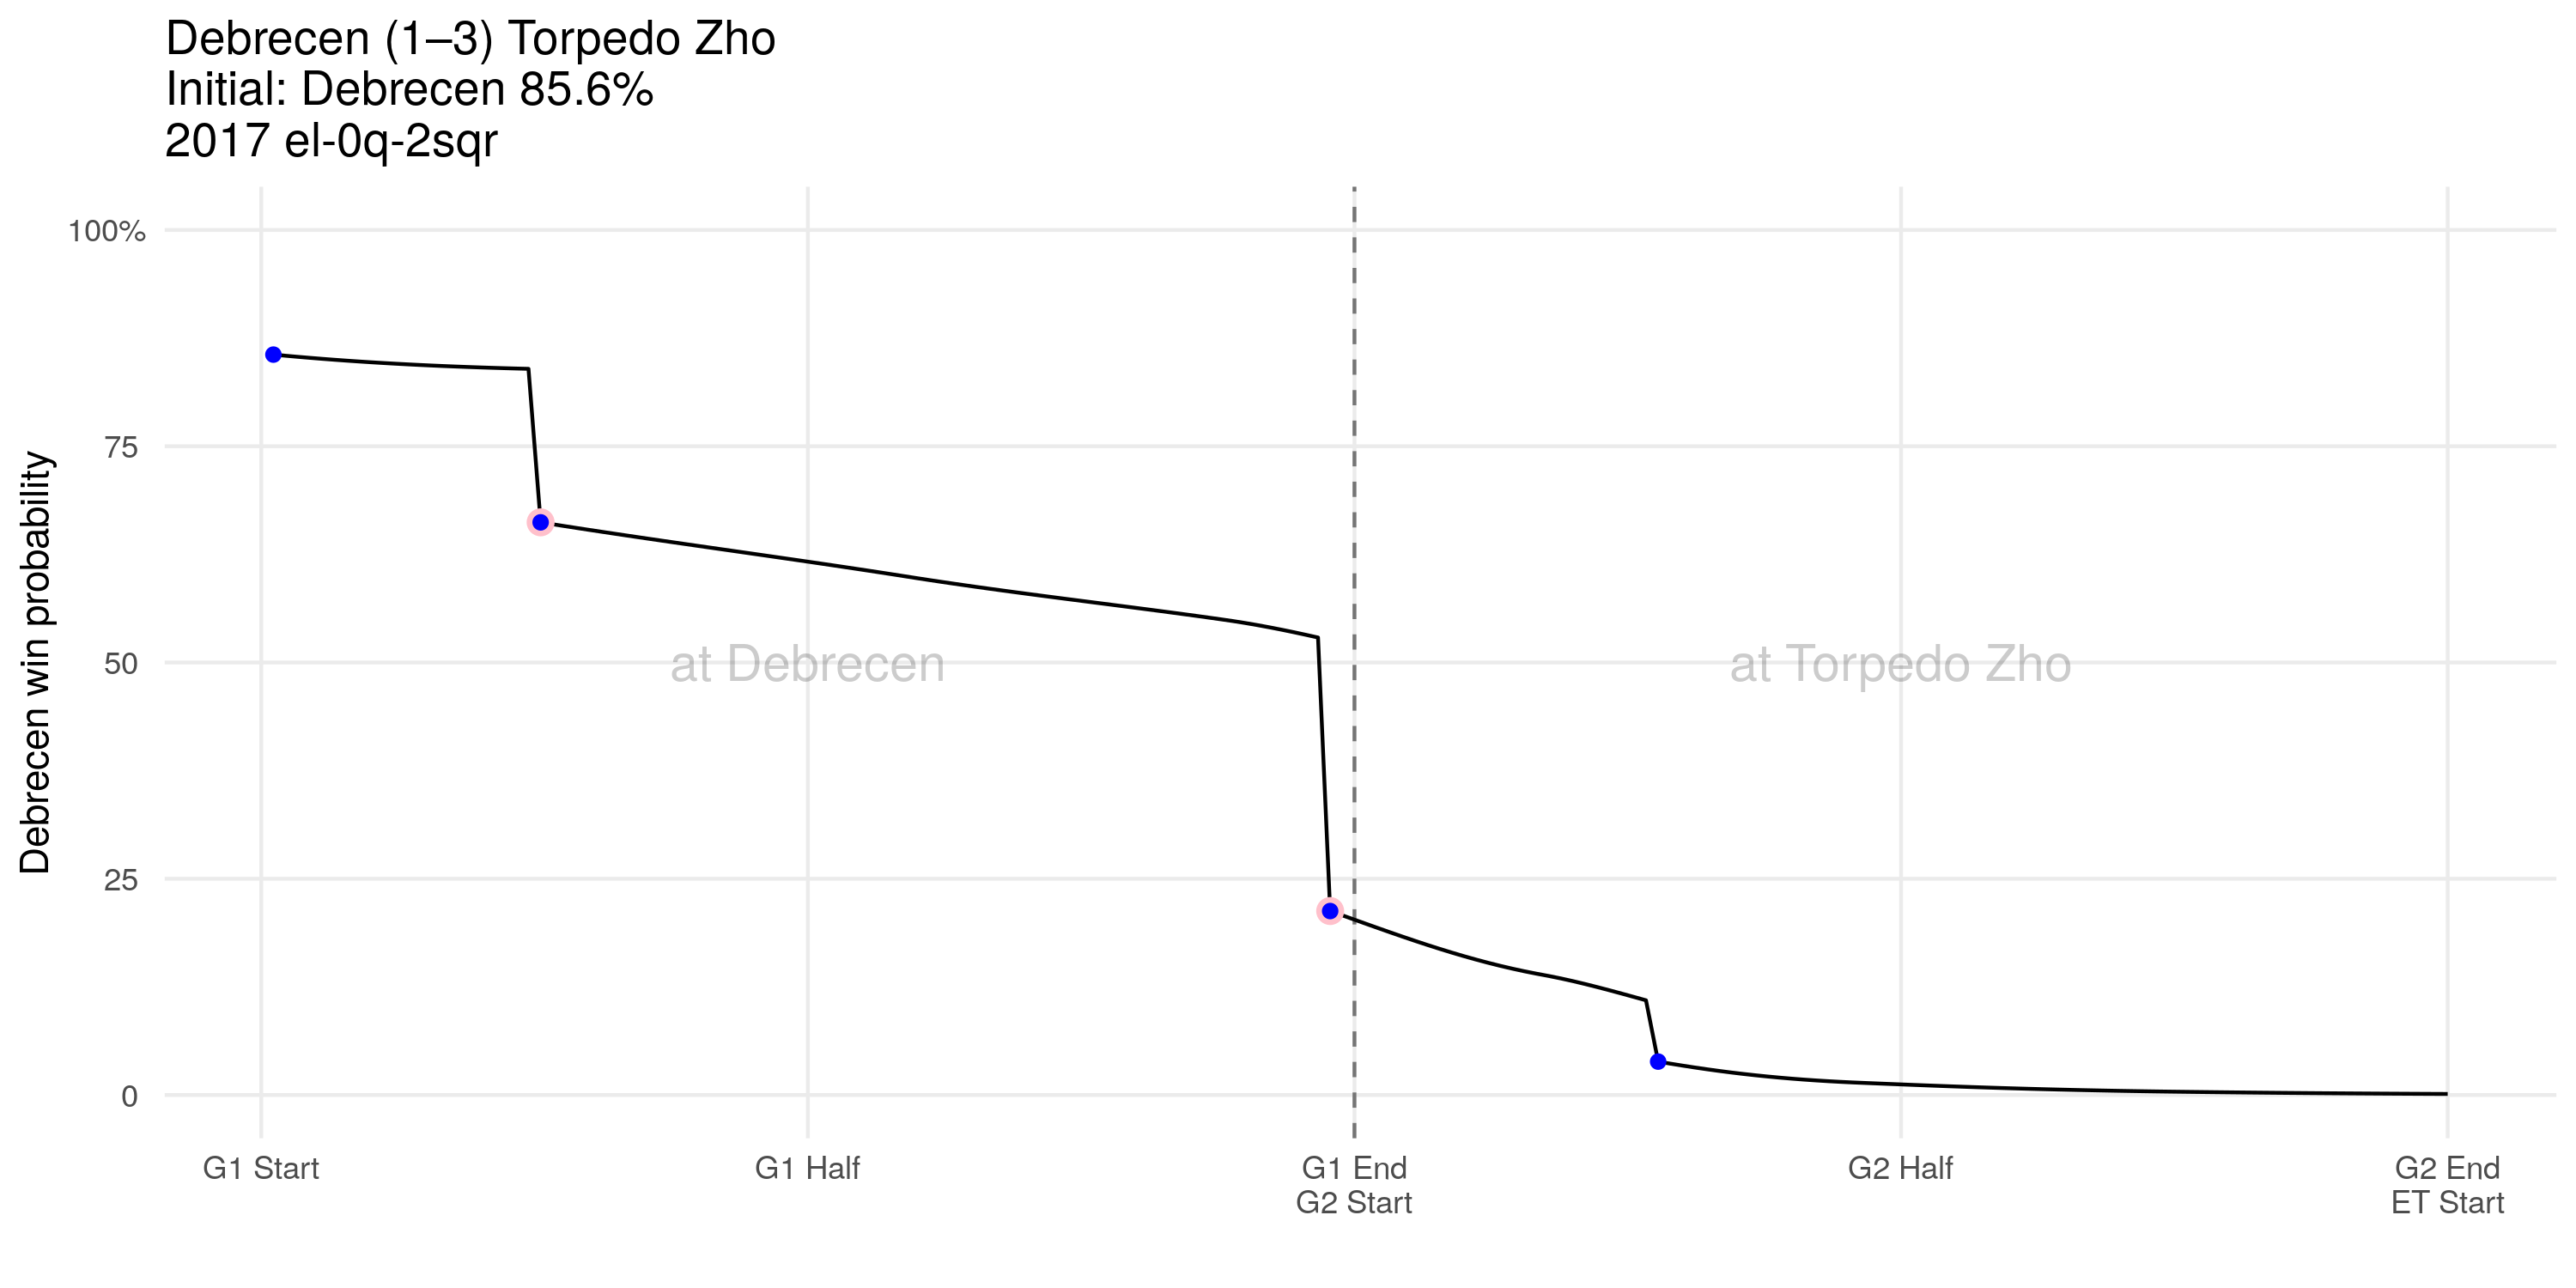 Debrecen (1–3) Torpedo Zho
Initial: Debrecen 85.6%
2017 el-0q-2sqr
Debrecen win probability
100%
75
50
25
0
at Debrecen
at Torpedo Zho
G1 Start
G1 Half
G1 End
G2 Start
G2 Half
G2 End
ET Start